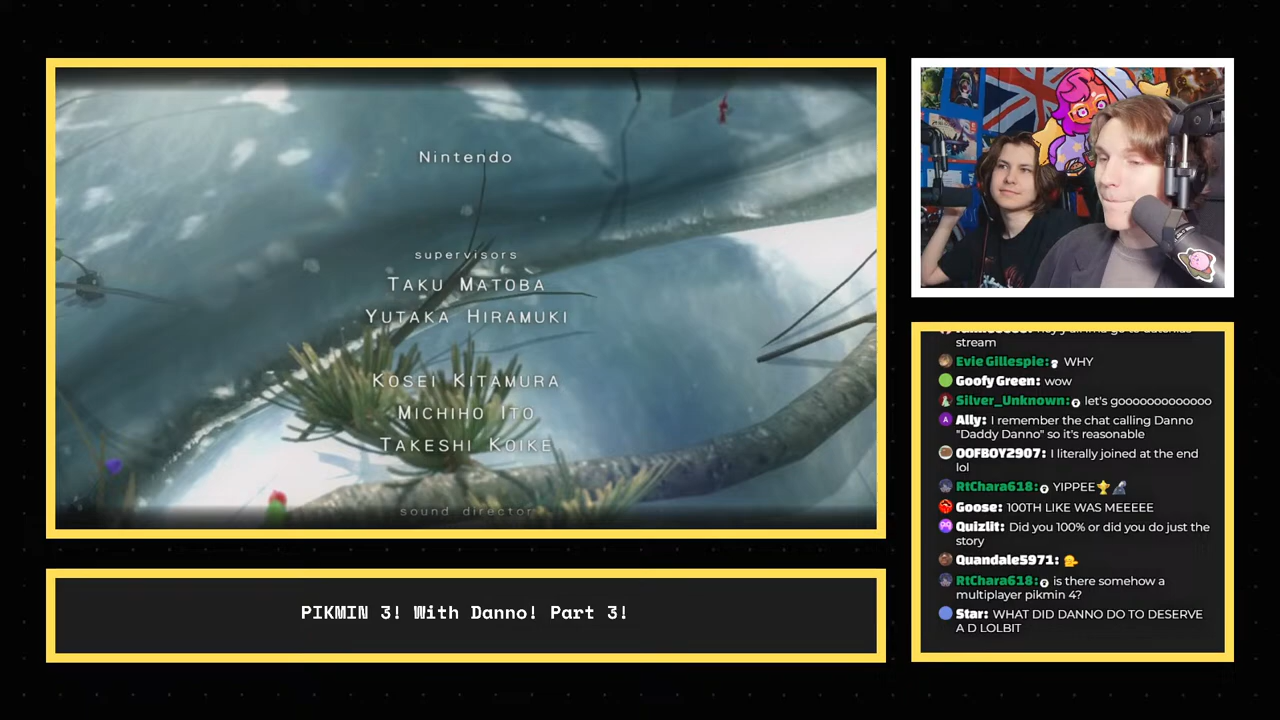 Nintendo
supervisors
TAKU MATOBA
YUTAKA HIRAMUKI
KOSEI KITAMURA
MICHIHO ITO
TAKESHI KOIKE
sound director
PIKMIN 3! With Danno! Part 3!
stream
Evie Gillespie: WHY
Goofy Green: wow
Silver_Unknown: let's gooooooooooooo
Ally: I remember the chat calling Danno
"Daddy Danno" so it's reasonable
OOFBOY2907: I literally joined at the end
lol
RtChara618: YIPPEE🏆
Goose: 100TH LIKE WAS MEEEEE
Quizlit: Did you 100% or did you do just the
story
Quandale5971:
RtChara618: is there somehow a
multiplayer pikmin 4?
Star: WHAT DID DANNO DO TO DESERVE
A D LOLBIT